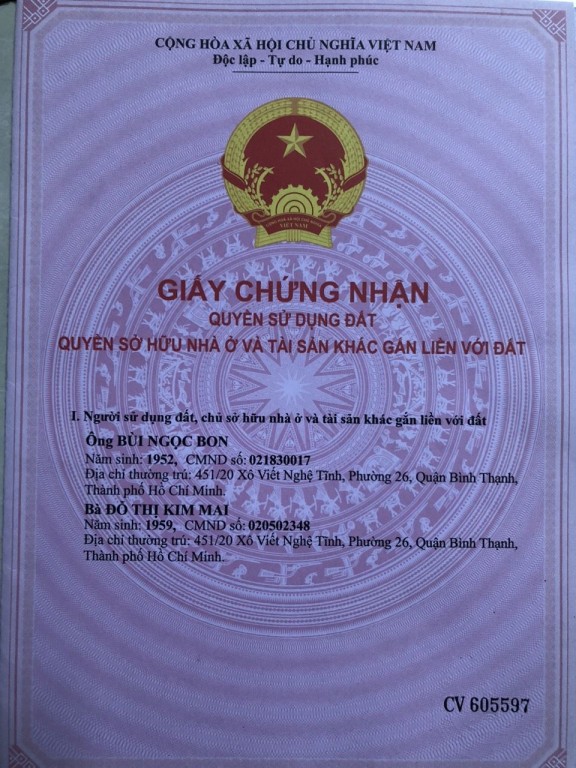 CỘNG HÒA XÃ HỘI CHỦ NGHĨA VIỆT NAM
Độc lập - Tự do - Hạnh phúc
VIỆT NAM
GIẤY CHỨNG NHẬN
QUYỀN SỬ DỤNG ĐẤT
QUYỀN SỞ HỮU NHÀ Ở VÀ TÀI SẢN KHÁC GẮN LIỀN VỚI ĐẤT
I. Người sử dụng đất, chủ sở hữu nhà ở và tài sản khác gắn liền với đất
Ông BÙI NGỌC BON
Năm sinh: 1952, CMND số: 021830017
Địa chỉ thường trú: 451/20 Xô Viết Nghệ Tĩnh, Phường 26, Quận Bình Thạnh,
Thành phố Hồ Chí Minh.
Bà ĐỖ THỊ KIM MAI
Năm sinh: 1959, CMND số: 020502348
Địa chỉ thường trú: 451/20 Xô Viết Nghệ Tĩnh, Phường 26, Quận Bình Thạnh,
Thành phố Hồ Chí Minh.
CV 605597